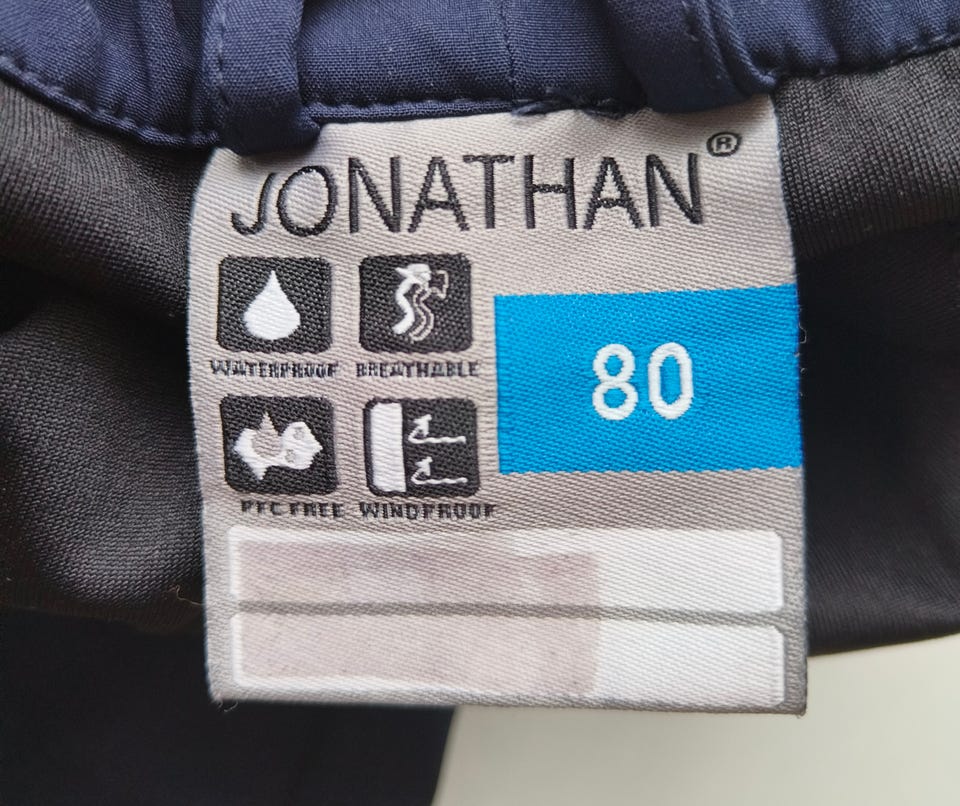 JONATHAN®
WATERPROOF BREATHABLE
80
PFC FREE WINDPROOF